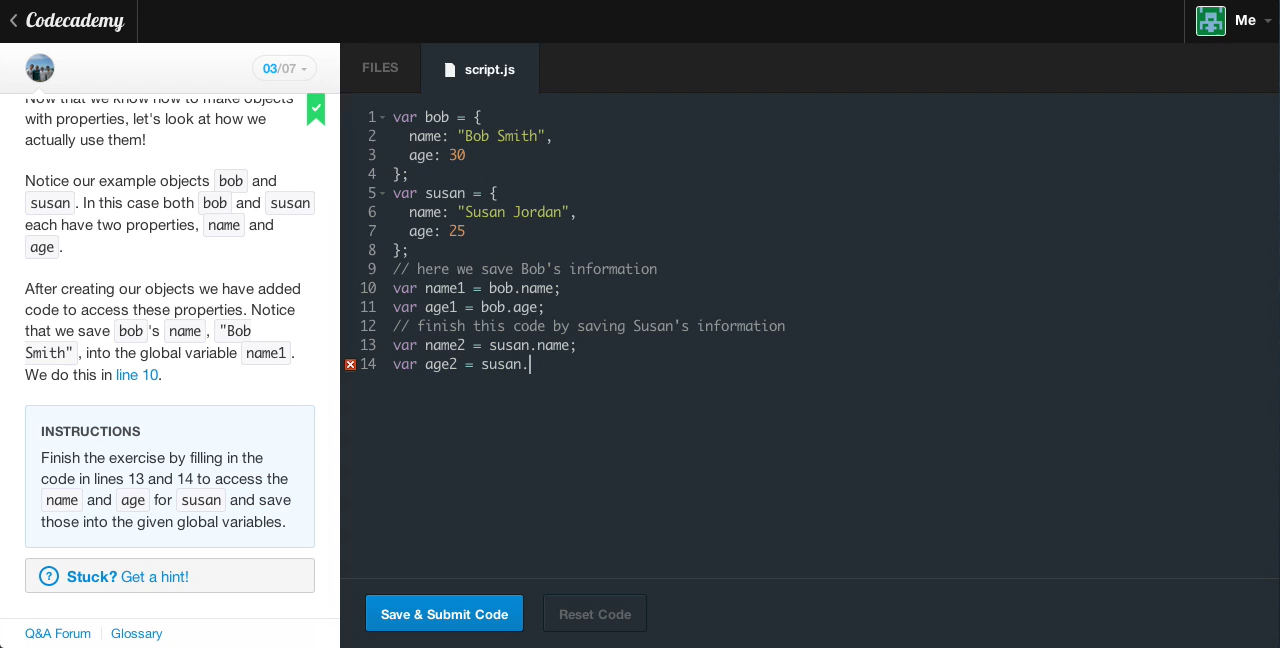 Codecademy
Me
03/07
FILES
script.js
Now that we know how to make objects
with properties, let's look at how we
actually use them!
Notice our example objects bob and
susan. In this case both bob and susan
each have two properties, name and
age.
After creating our objects we have added
code to access these properties. Notice
that we save bob's name, "Bob
Smith", into the global variable name1.
We do this in line 10.
INSTRUCTIONS
Finish the exercise by filling in the
code in lines 13 and 14 to access the
name and age for susan and save
those into the given global variables.
? Stuck? Get a hint!
Q&A Forum
Glossary
1 var bob = {
2   name: "Bob Smith",
3   age: 30
4 };
5 var susan = {
6   name: "Susan Jordan",
7   age: 25
8 };
9 // here we save Bob's information
10 var name1 = bob.name;
11 var age1 = bob.age;
12 // finish this code by saving Susan's information
13 var name2 = susan.name;
14 var age2 = susan.
Save & Submit Code
Reset Code